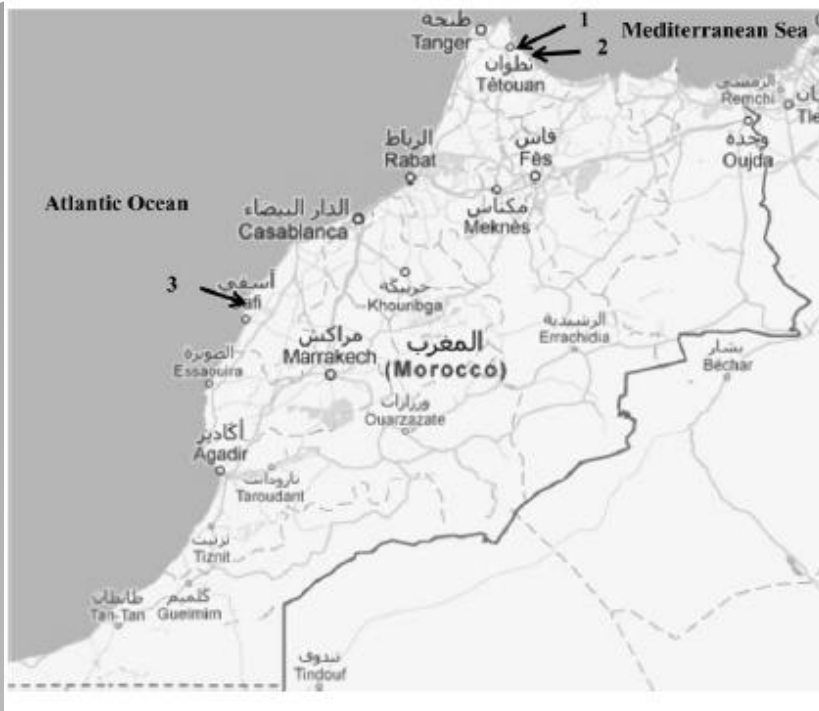 1
طنجة
Mediterranean Sea
Tanger
2
تطوان
Tétouan
الرمشي
Remchi
الرباط
Rabat
فاس
Fès
وجدة
Oujda
Atlantic Ocean
الدار البيضاء
Casablanca
مكناس
Meknès
3
آسفي
خريبكة
Khouribga
الصويرة
Essaouira
مراكش
Marrakech
المغرب
(Morocco)
الرشيدية
Errachidia
بشار
Béchar
ورزازات
Ouarzazate
أكادير
Agadir
تارودانت
Taroudant
تزنيت
Tiznit
طانطان
Tan-Tan
كلميم
Guelmim
تندوف
Tindouf